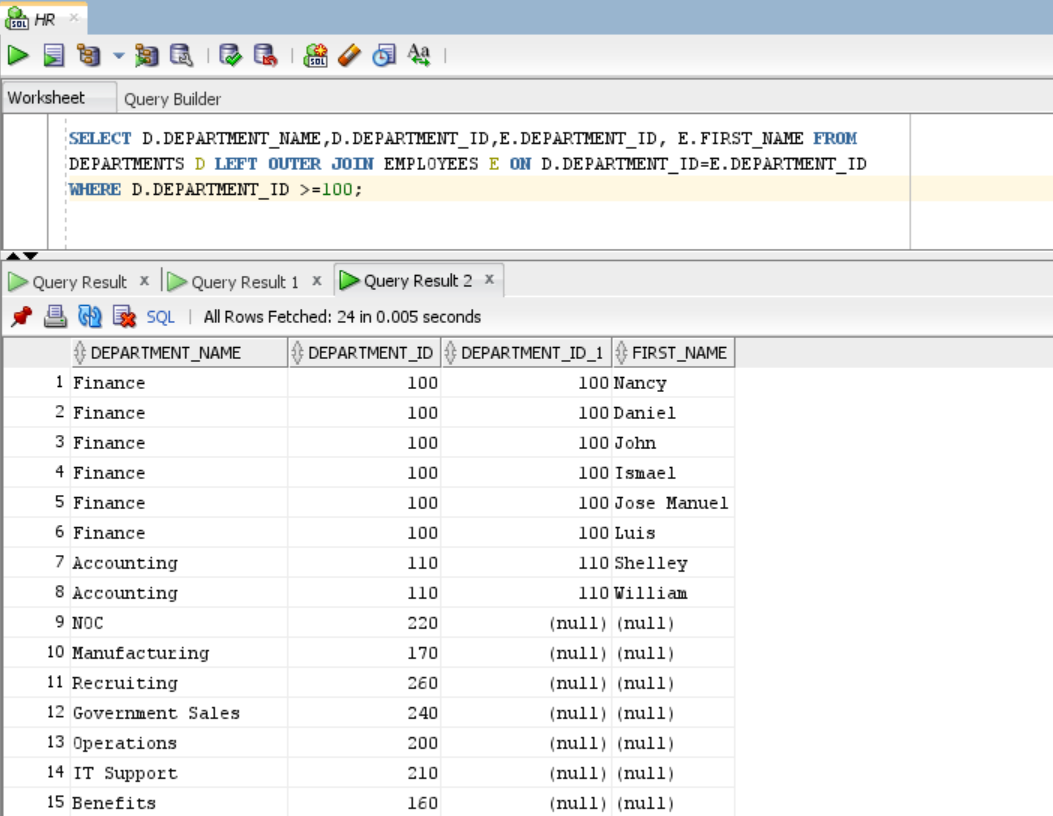 SQL HR ×
SQL Aa
Worksheet Query Builder
SELECT D.DEPARTMENT_NAME,D.DEPARTMENT_ID,E.DEPARTMENT_ID, E.FIRST_NAME FROM
DEPARTMENTS D LEFT OUTER JOIN EMPLOYEES E ON D.DEPARTMENT_ID=E.DEPARTMENT_ID
WHERE D.DEPARTMENT_ID >=100;
Query Result × Query Result 1 × Query Result 2 ×
SQL | All Rows Fetched: 24 in 0.005 seconds
DEPARTMENT_NAME DEPARTMENT_ID DEPARTMENT_ID_1 FIRST_NAME
1 Finance 100 100 Nancy
2 Finance 100 100 Daniel
3 Finance 100 100 John
4 Finance 100 100 Ismael
5 Finance 100 100 Jose Manuel
6 Finance 100 100 Luis
7 Accounting 110 110 Shelley
8 Accounting 110 110 William
9 NOC 220 (null) (null)
10 Manufacturing 170 (null) (null)
11 Recruiting 260 (null) (null)
12 Government Sales 240 (null) (null)
13 Operations 200 (null) (null)
14 IT Support 210 (null) (null)
15 Benefits 160 (null) (null)